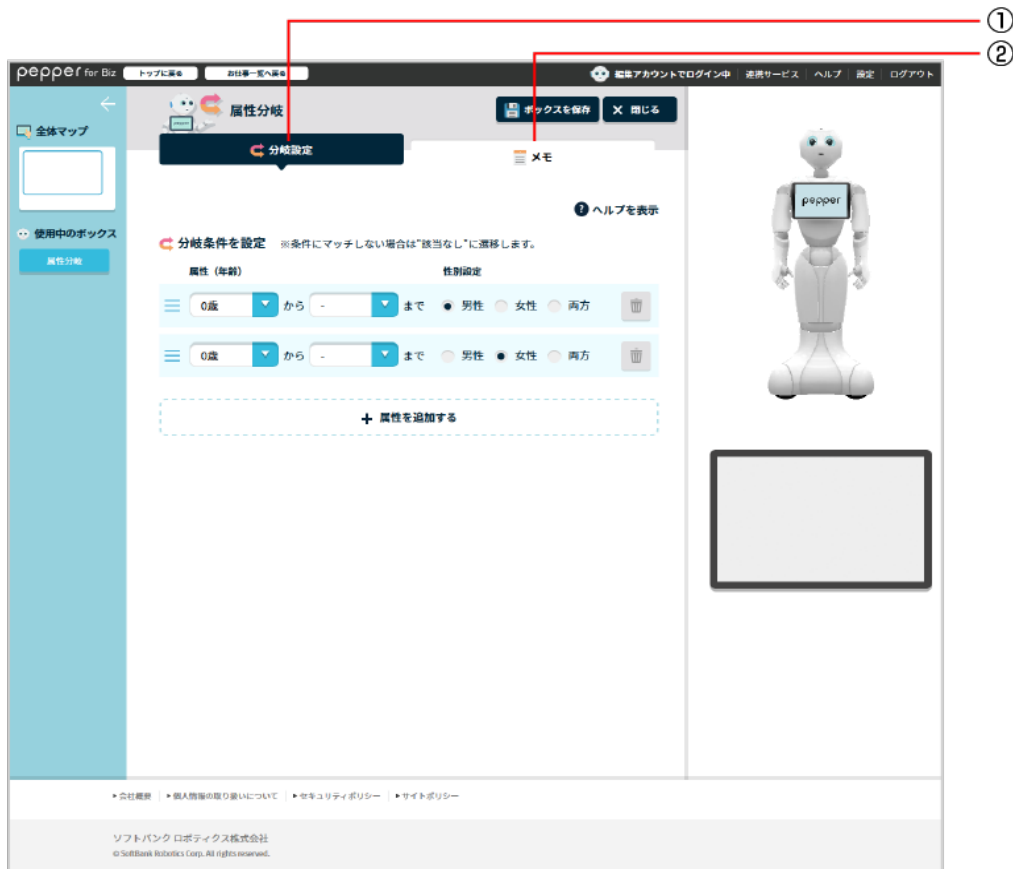 ①
②
pepper for Biz トップに戻る お仕事一覧へ戻る 編集アカウントでログイン中 連携サービス ヘルプ 設定 ログアウト
属性分岐 ボックスを保存 X 閉じる
全体マップ
分岐設定 メモ
pepper
ヘルプを表示
使用中のボックス
属性分岐
分岐条件を設定 ※条件にマッチしない場合は"該当なし"に遷移します。
属性（年齢） 性別設定
0歳 から - まで 男性 女性 両方
0歳 から - まで 男性 女性 両方
+ 属性を追加する
会社概要 個人情報の取り扱いについて セキュリティポリシー サイトポリシー
ソフトバンク ロボティクス株式会社
© SoftBank Robotics Corp. All rights reserved.